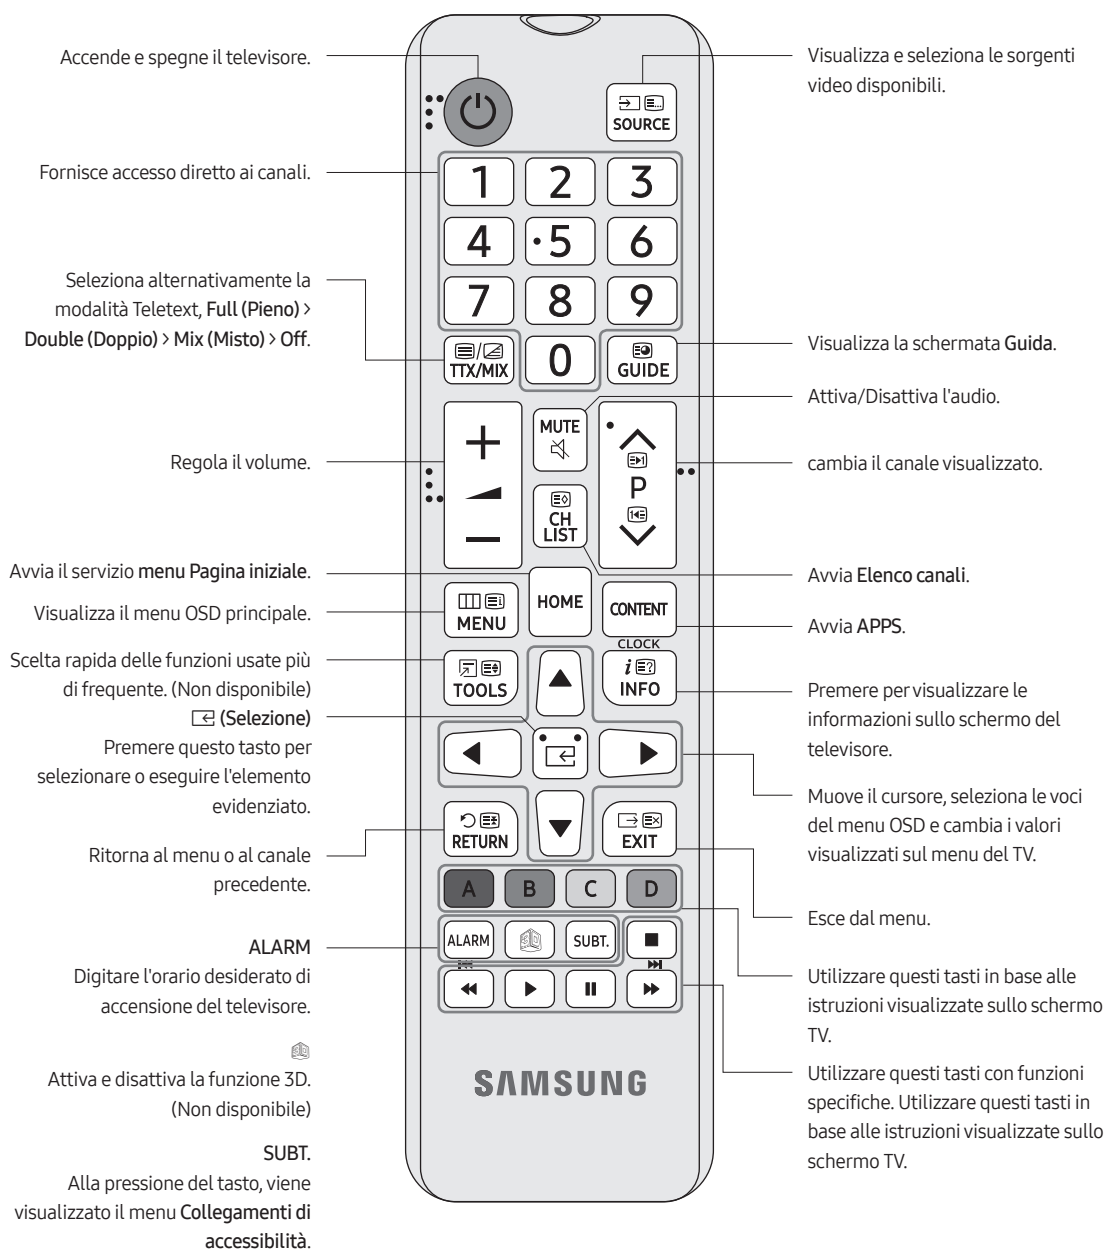 Accende e spegne il televisore.
Fornisce accesso diretto ai canali.
Seleziona alternativamente la
modalità Teletext, Full (Pieno) >
Double (Doppio) > Mix (Misto) > Off.
Regola il volume.
Avvia il servizio menu Pagina iniziale.
Visualizza il menu OSD principale.
Scelta rapida delle funzioni usate più
di frequente. (Non disponibile)
(Selezione)
Premere questo tasto per
selezionare o eseguire l'elemento
evidenziato.
Ritorna al menu o al canale
precedente.
ALARM
Digitare l'orario desiderato di
accensione del televisore.
Attiva e disattiva la funzione 3D.
(Non disponibile)
SUBT.
Alla pressione del tasto, viene
visualizzato il menu Collegamenti di
accessibilità.
SOURCE
1 2 3
4 5 6
7 8 9
TTX/MIX 0 GUIDE
MUTE
P
CH
LIST
MENU HOME CONTENT
CLOCK
TOOLS i INFO
RETURN EXIT
A B C D
ALARM 3D SUBT.
SAMSUNG
Visualizza e seleziona le sorgenti
video disponibili.
Visualizza la schermata Guida.
Attiva/Disattiva l'audio.
cambia il canale visualizzato.
Avvia Elenco canali.
Avvia APPS.
Premere per visualizzare le
informazioni sullo schermo del
televisore.
Muove il cursore, seleziona le voci
del menu OSD e cambia i valori
visualizzati sul menu del TV.
Esce dal menu.
Utilizzare questi tasti in base alle
istruzioni visualizzate sullo schermo
TV.
Utilizzare questi tasti con funzioni
specifiche. Utilizzare questi tasti in
base alle istruzioni visualizzate sullo
schermo TV.